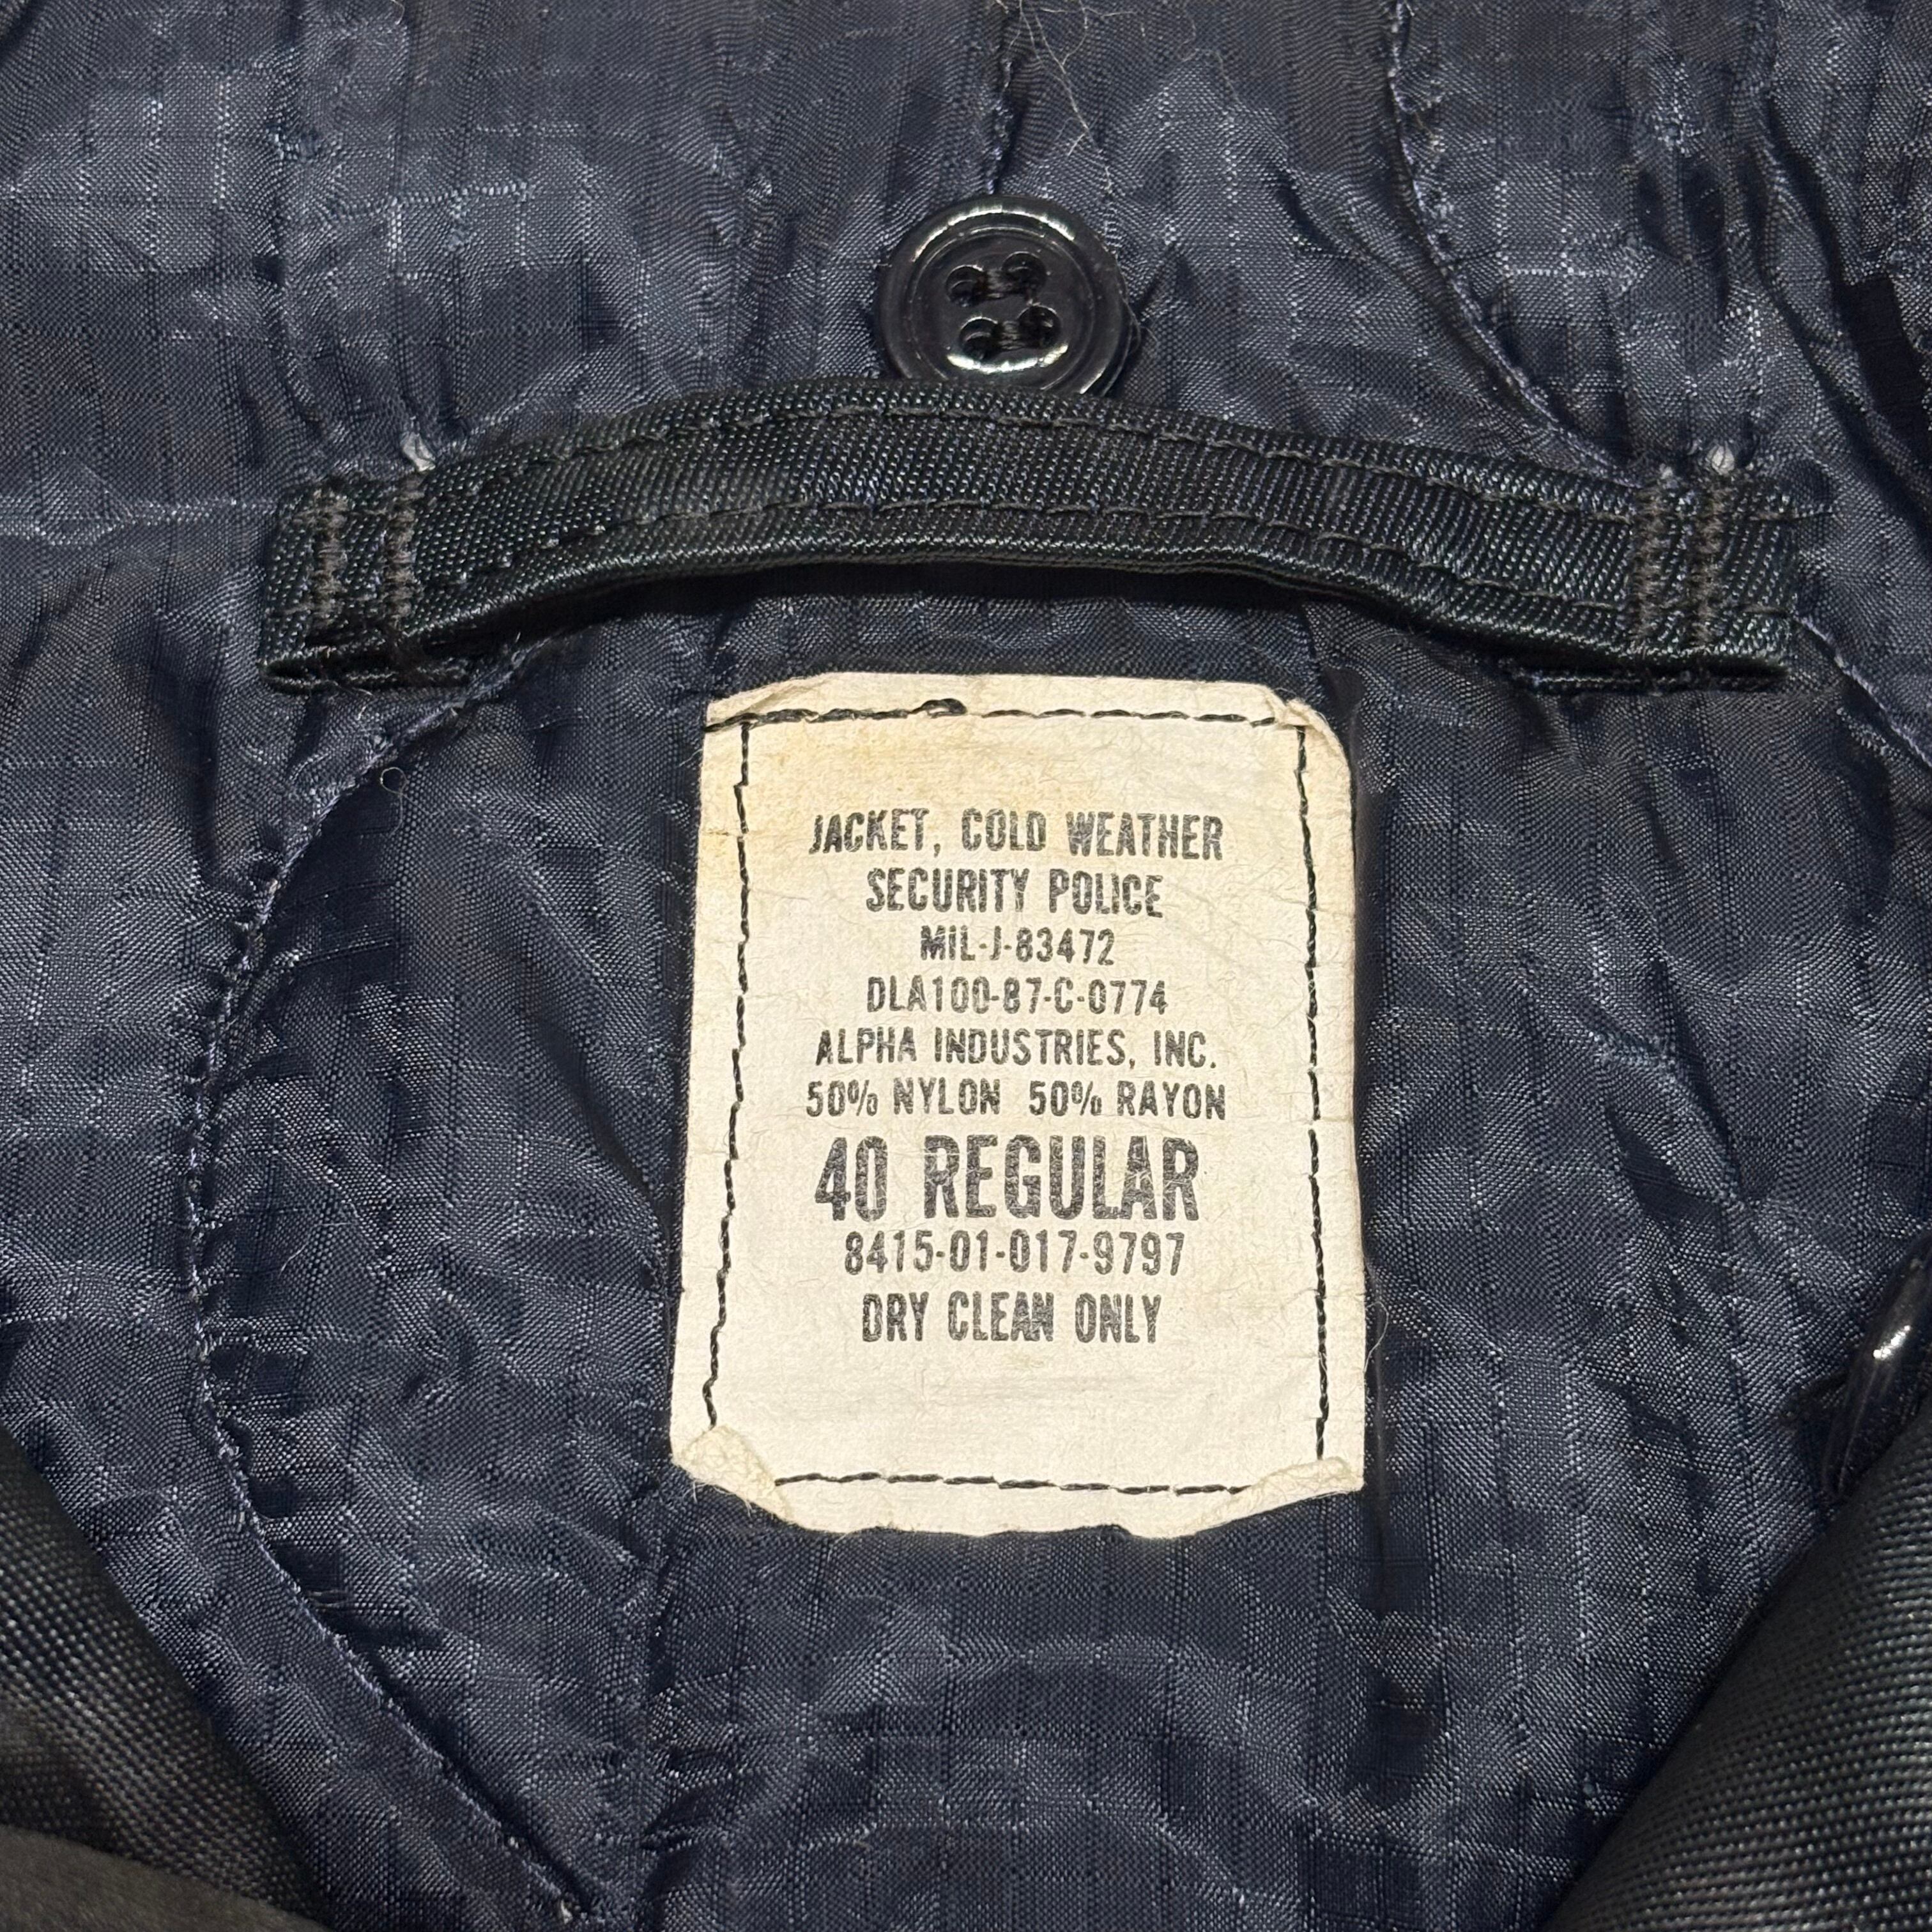 JACKET, COLD WEATHER
SECURITY POLICE
MIL-J-83472
DLA100-87-C-0774
ALPHA INDUSTRIES, INC.
50% NYLON 50% RAYON
40 REGULAR
8415-01-017-9797
DRY CLEAN ONLY